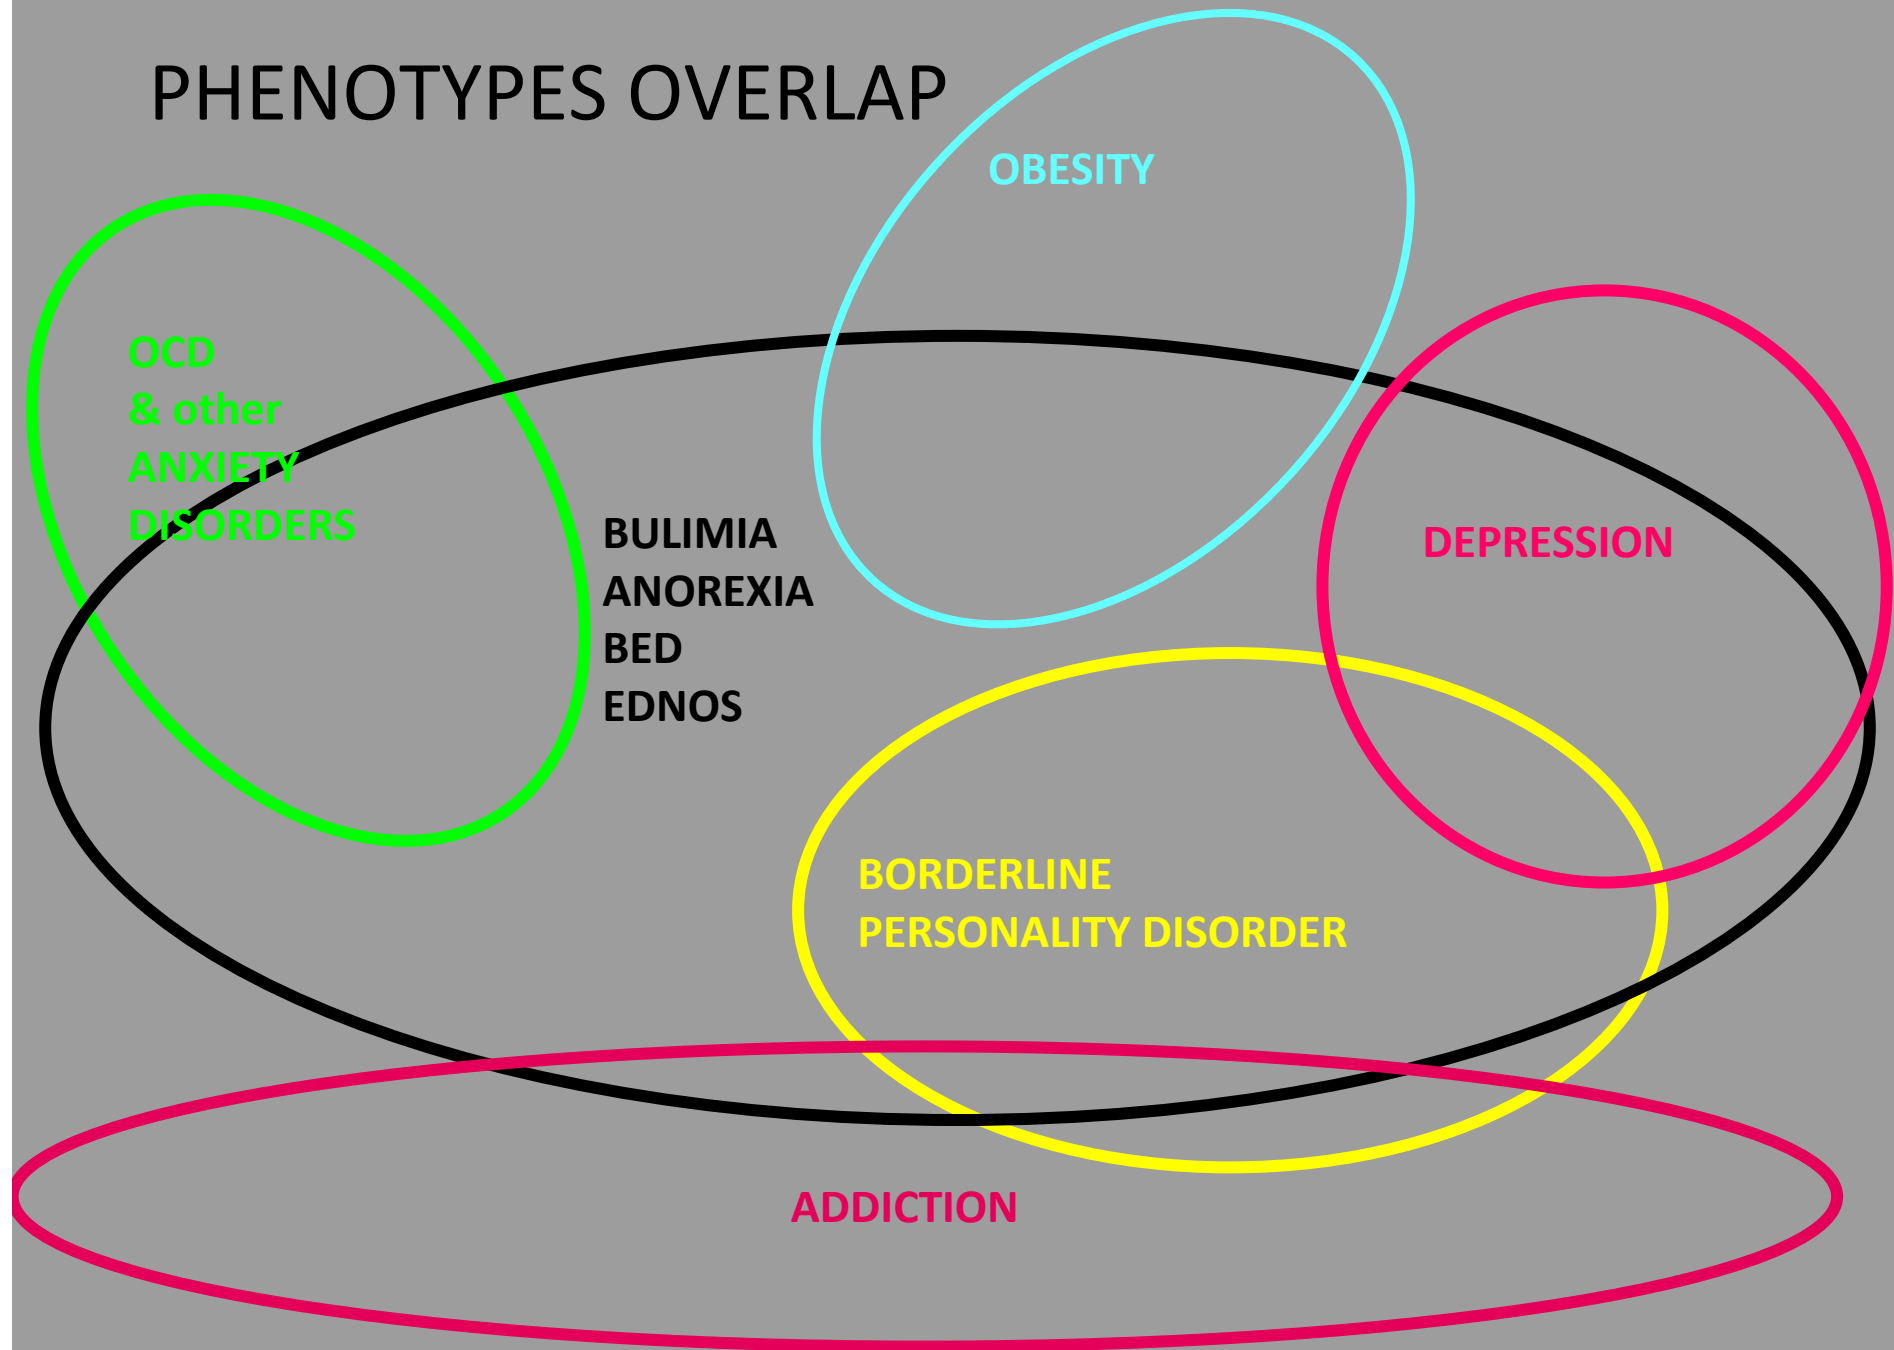 PHENOTYPES OVERLAP
OBESITY
OCD
& other
ANXIETY
DISORDERS
BULIMIA
ANOREXIA
BED
EDNOS
DEPRESSION
BORDERLINE
PERSONALITY DISORDER
ADDICTION